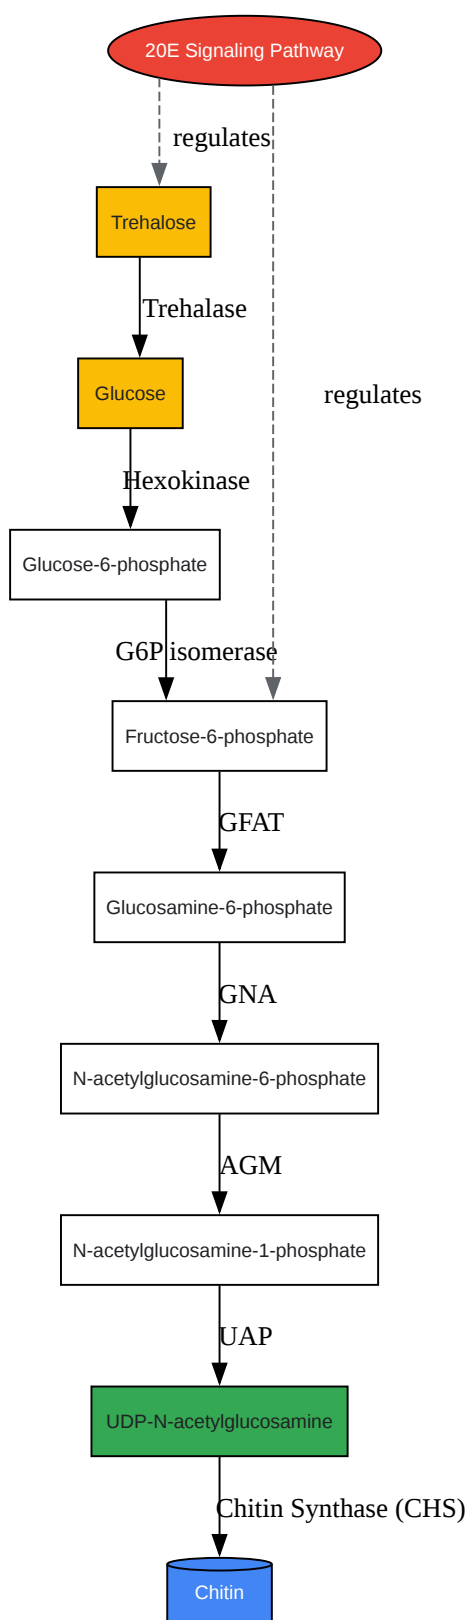 20E Signaling Pathway
regulates
Trehalose
Trehalase
Glucose
regulates
Hexokinase
Glucose-6-phosphate
G6P isomerase
Fructose-6-phosphate
GFAT
Glucosamine-6-phosphate
GNA
N-acetylglucosamine-6-phosphate
AGM
N-acetylglucosamine-1-phosphate
UAP
UDP-N-acetylglucosamine
Chitin Synthase (CHS)
Chitin